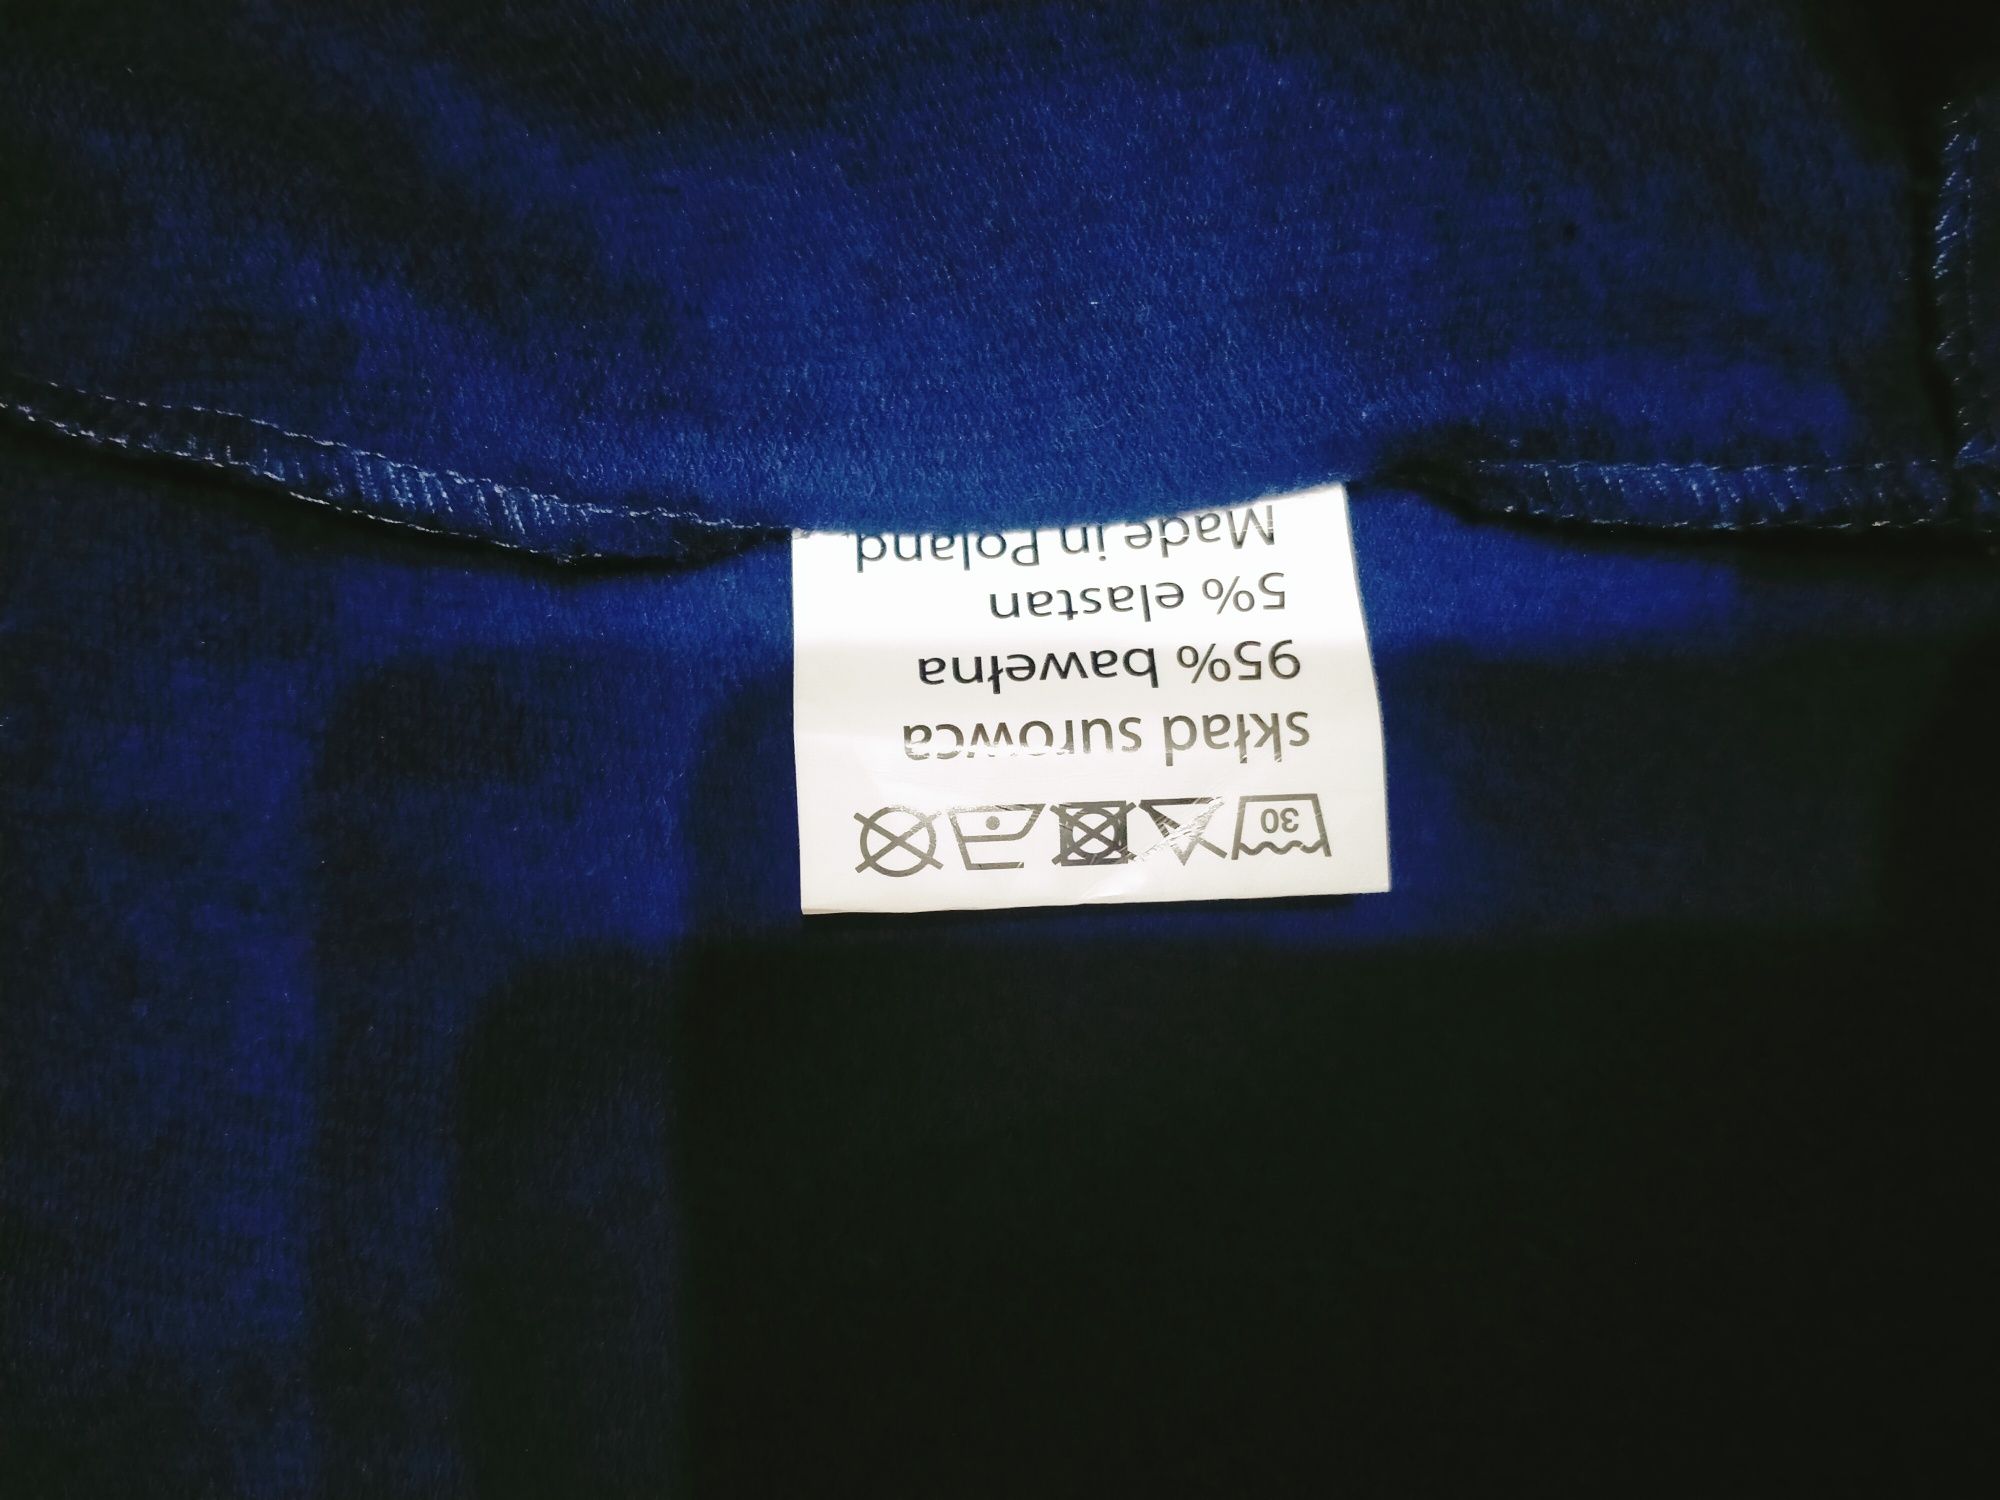 30
skład surowca
95% bawełna
5% elastan
Made in Poland